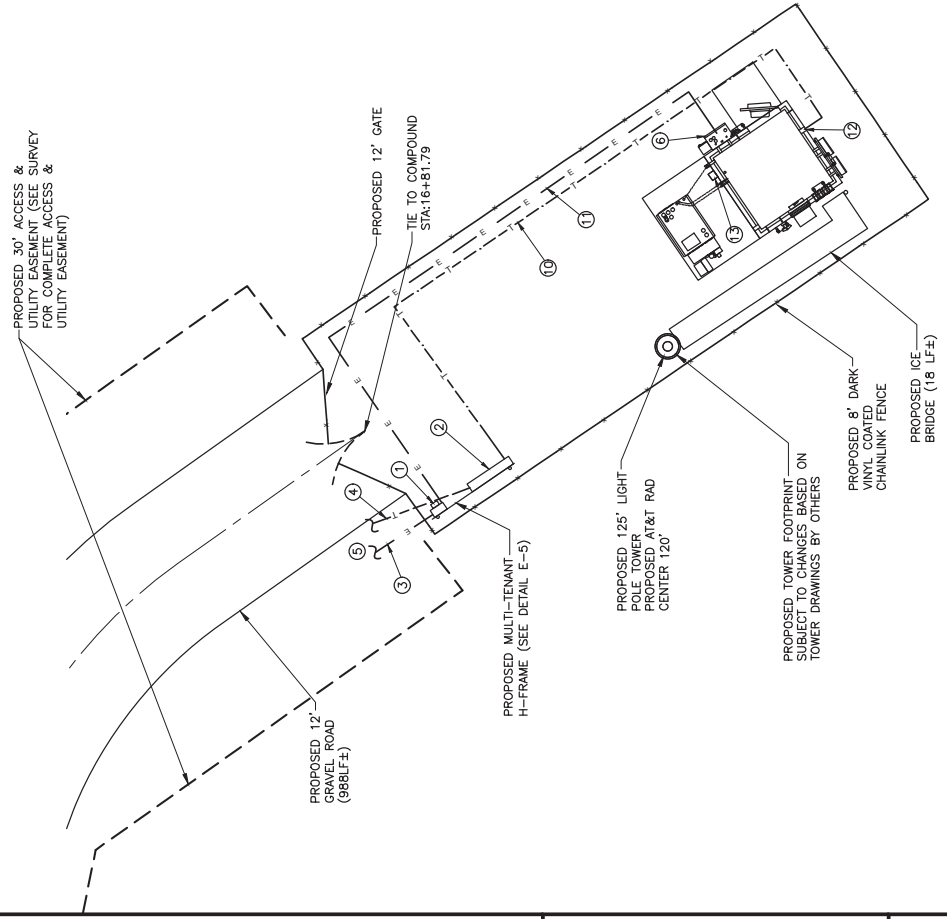 PROPOSED 30' ACCESS &
UTILITY EASEMENT (SEE SURVEY
FOR COMPLETE ACCESS &
UTILITY EASEMENT)
PROPOSED 12' GATE
TIE TO COMPOUND
STA:16+81.79
PROPOSED 12'
GRAVEL ROAD
(988LF±)
PROPOSED MULTI-TENANT
H-FRAME (SEE DETAIL E-5)
PROPOSED 125' LIGHT
POLE TOWER
PROPOSED AT&T RAD
CENTER 120'
PROPOSED TOWER FOOTPRINT
SUBJECT TO CHANGES BASED ON
TOWER DRAWINGS BY OTHERS
PROPOSED 8' DARK
VINYL COATED
CHAINLINK FENCE
PROPOSED ICE
BRIDGE (18 LF±)
1
2
3
4
5
6
10
11
12
13
E
E
E
E
E
E
E
E
E
E
T
T
T
T
T
T
T
T
T